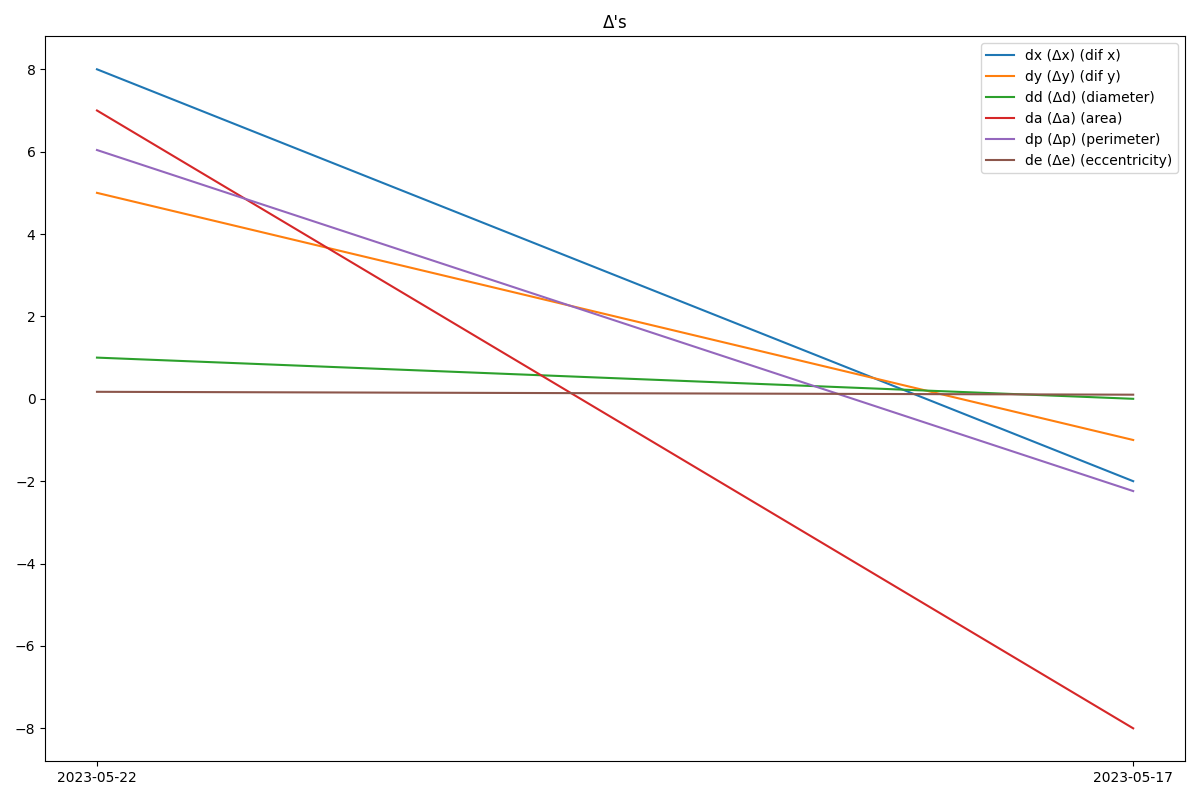 Δ's
dx (Δx) (dif x)
dy (Δy) (dif y)
dd (Δd) (diameter)
da (Δa) (area)
dp (Δp) (perimeter)
de (Δe) (eccentricity)
8
6
4
2
0
−2
−4
−6
−8
2023-05-22
2023-05-17